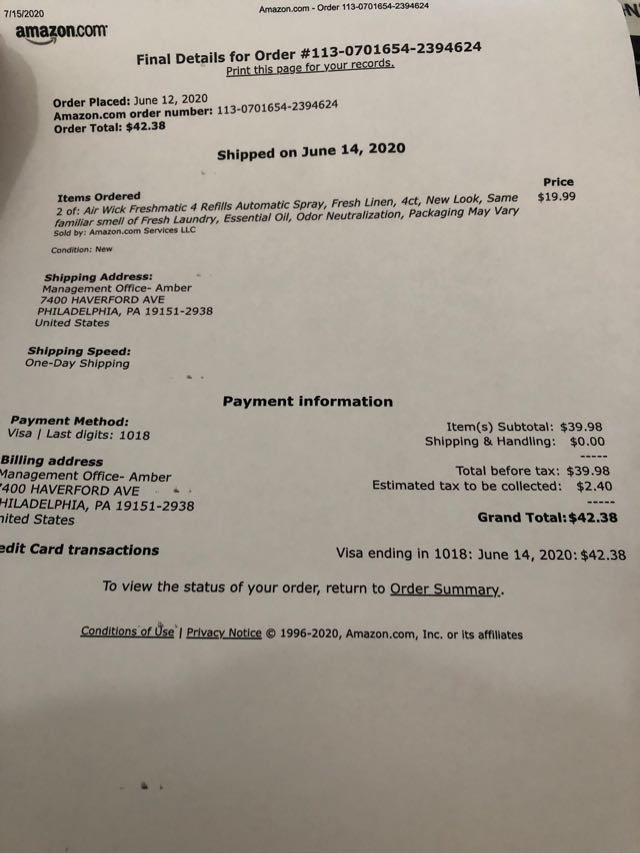 7/15/2020
Amazon.com - Order 113-0701654-2394624
amazon.com
Final Details for Order #113-0701654-2394624
Print this page for your records.
Order Placed: June 12, 2020
Amazon.com order number: 113-0701654-2394624
Order Total: $42.38
Shipped on June 14, 2020
Items Ordered Price
2 of: Air Wick Freshmatic 4 Refills Automatic Spray, Fresh Linen, 4ct, New Look, Same $19.99
familiar smell of Fresh Laundry, Essential Oil, Odor Neutralization, Packaging May Vary
Sold by: Amazon.com Services LLC
Condition: New
Shipping Address:
Management Office- Amber
7400 HAVERFORD AVE
PHILADELPHIA, PA 19151-2938
United States
Shipping Speed:
One-Day Shipping
Payment information
Payment Method:
Visa | Last digits: 1018
Item(s) Subtotal: $39.98
Shipping & Handling: $0.00
-----
Total before tax: $39.98
Estimated tax to be collected: $2.40
-----
Grand Total: $42.38
Billing address
Management Office- Amber
7400 HAVERFORD AVE
PHILADELPHIA, PA 19151-2938
nited States
edit Card transactions
Visa ending in 1018: June 14, 2020: $42.38
To view the status of your order, return to Order Summary.
Conditions of Use | Privacy Notice © 1996-2020, Amazon.com, Inc. or its affiliates